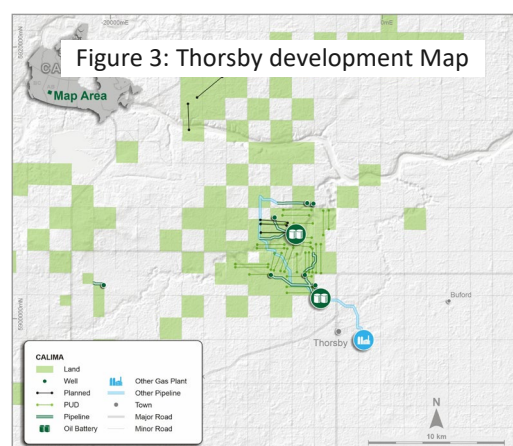 Figure 3: Thorsby development Map
CA
Map Area
Buford
Thorsby
CALIMA
Land
Well
Planned
PUD
Pipeline
Oil Battery
Other Gas Plant
Other Pipeline
Town
Major Road
Minor Road
N
10 km